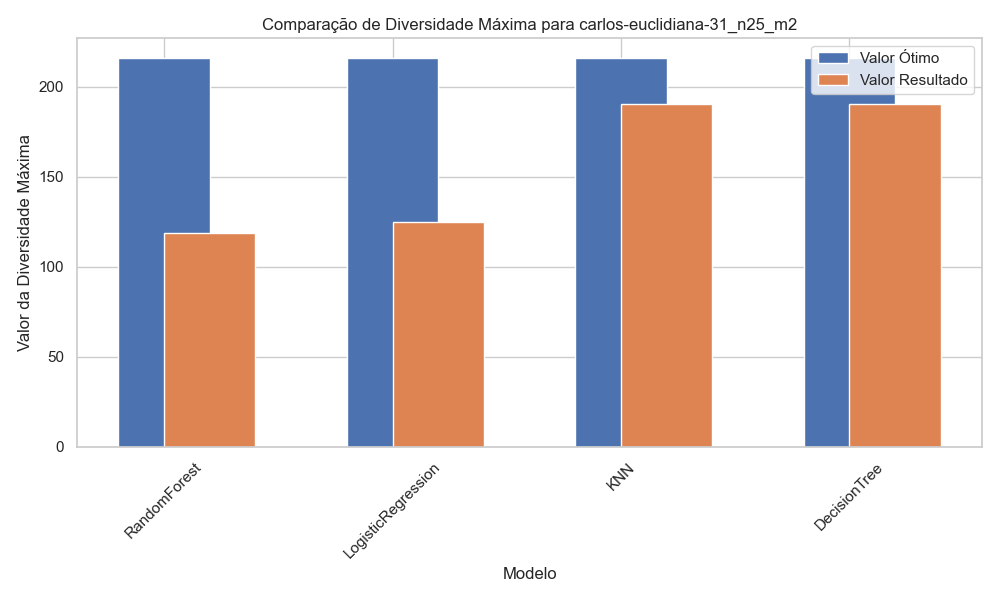 Comparação de Diversidade Máxima para carlos-euclidiana-31_n25_m2
Valor Ótimo
Valor Resultado
Valor da Diversidade Máxima
200
150
100
50
0
RandomForest
LogisticRegression
KNN
DecisionTree
Modelo